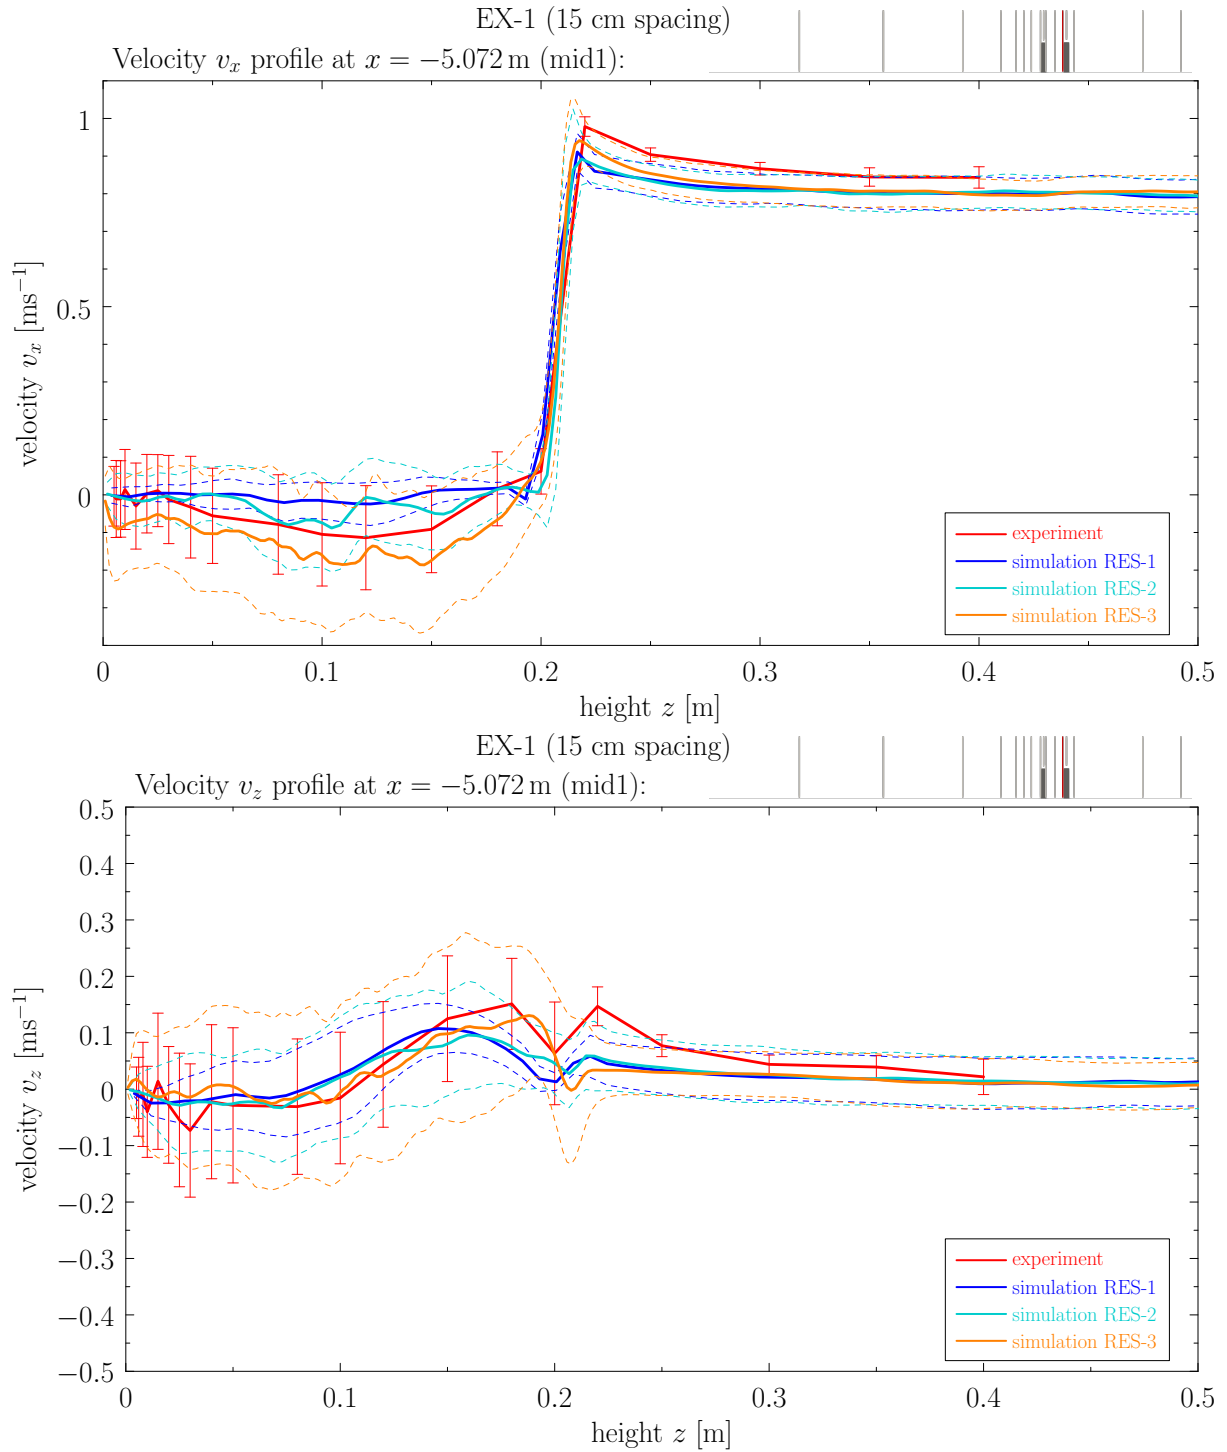 EX-1 (15 cm spacing)
Velocity v_x profile at x = −5.072 m (mid1):
velocity v_x [ms⁻¹]
1
0.5
0
experiment
simulation RES-1
simulation RES-2
simulation RES-3
0 0.1 0.2 0.3 0.4 0.5
height z [m]
EX-1 (15 cm spacing)
Velocity v_z profile at x = −5.072 m (mid1):
velocity v_z [ms⁻¹]
0.5
0.4
0.3
0.2
0.1
0
−0.1
−0.2
−0.3
−0.4
−0.5
experiment
simulation RES-1
simulation RES-2
simulation RES-3
0 0.1 0.2 0.3 0.4 0.5
height z [m]